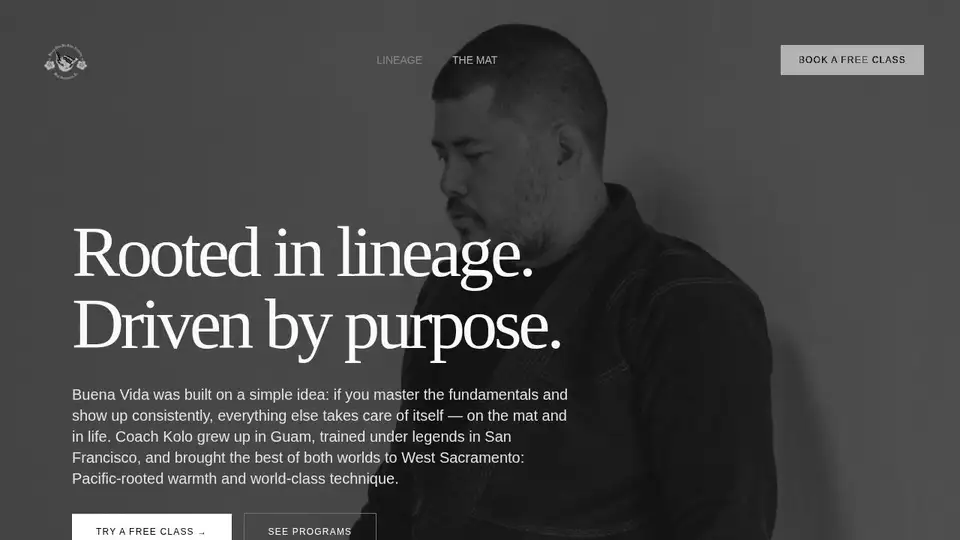 LINEAGE
THE MAT
BOOK A FREE CLASS
Rooted in lineage.
Driven by purpose.
Buena Vida was built on a simple idea: if you master the fundamentals and
show up consistently, everything else takes care of itself — on the mat and
in life. Coach Kolo grew up in Guam, trained under legends in San
Francisco, and brought the best of both worlds to West Sacramento:
Pacific-rooted warmth and world-class technique.
TRY A FREE CLASS →
SEE PROGRAMS